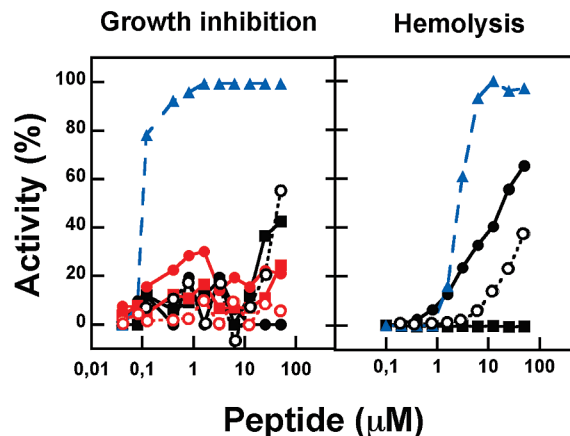 Growth inhibition
Hemolysis
Activity (%)
100
80
60
40
20
0
0,01 0,1 1 10 100
0,1 1 10 100
Peptide (μM)